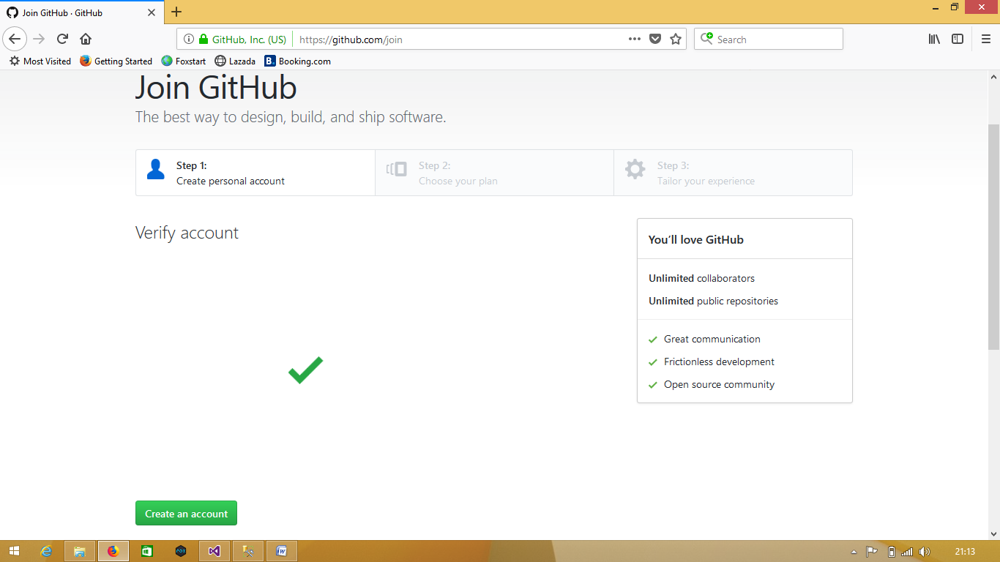 Join GitHub · GitHub
GitHub, Inc. (US)
https://github.com/join
Search
Most Visited
Getting Started
Foxstart
Lazada
B.
Booking.com
Join GitHub
The best way to design, build, and ship software.
Step 1:
Create personal account
Step 2:
Choose your plan
Step 3:
Tailor your experience
Verify account
You'll love GitHub
Unlimited collaborators
Unlimited public repositories
Great communication
Frictionless development
Open source community
Create an account
nox
21:13